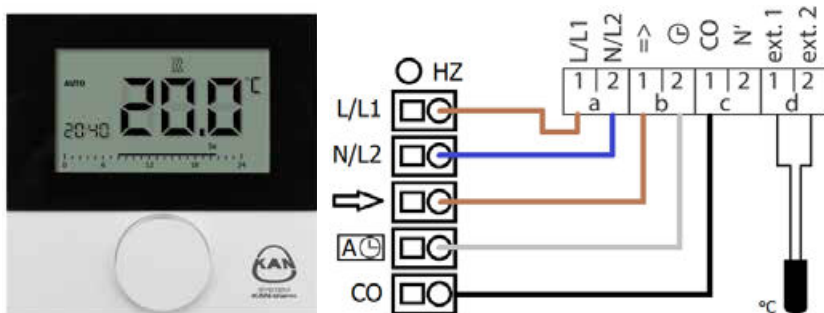 AUTO
20.0 °C
20:40
0 6 12 18 24
KAN
HZ
L/L1
N/L2
A
CO
L/L1 N/L2 => CO N' ext. 1 ext. 2
1 2 1 2 1 2 1 2
a b c d
°C